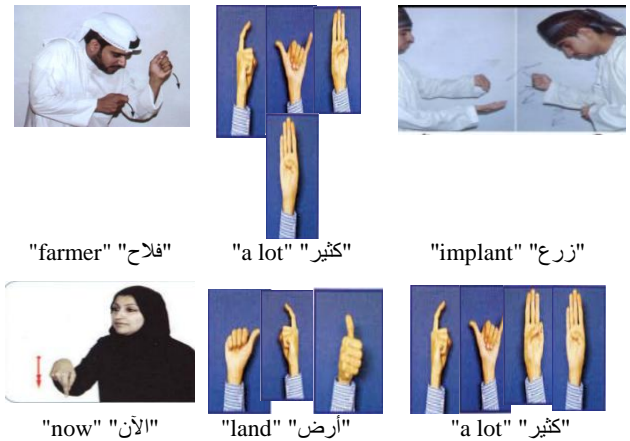 "farmer" "فلاح"
"a lot" "كثير"
"implant" "زرع"
"now" "الآن"
"land" "أرض"
"a lot" "كثير"